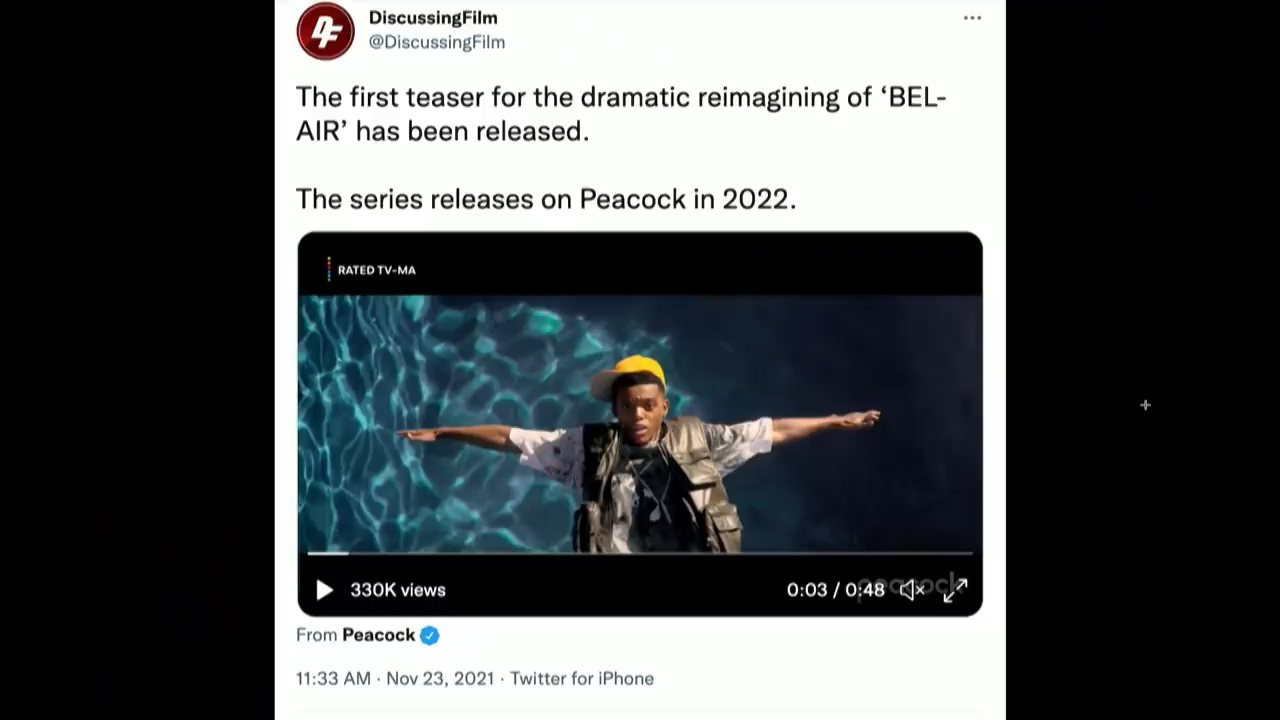 DiscussingFilm
@DiscussingFilm
The first teaser for the dramatic reimagining of ‘BEL-
AIR’ has been released.
The series releases on Peacock in 2022.
RATED TV-MA
330K views
0:03 / 0:48
peacock
From Peacock
11:33 AM · Nov 23, 2021 · Twitter for iPhone